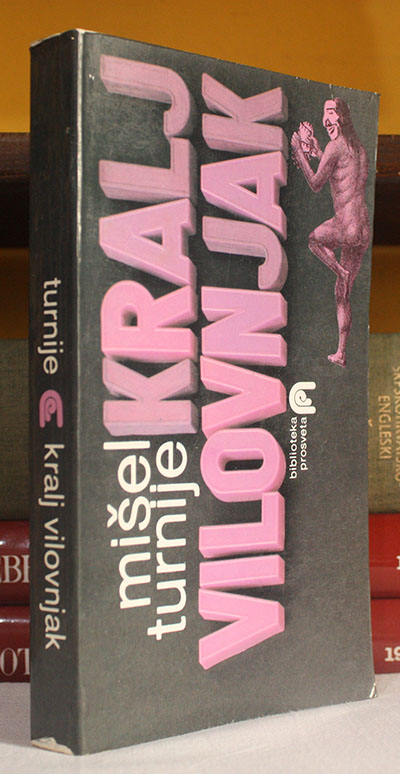 turnije kralj vilovnjak
mišel
turnije
KRALJ
VILOVNJAK
biblioteka
prosveta
ENGLESKI